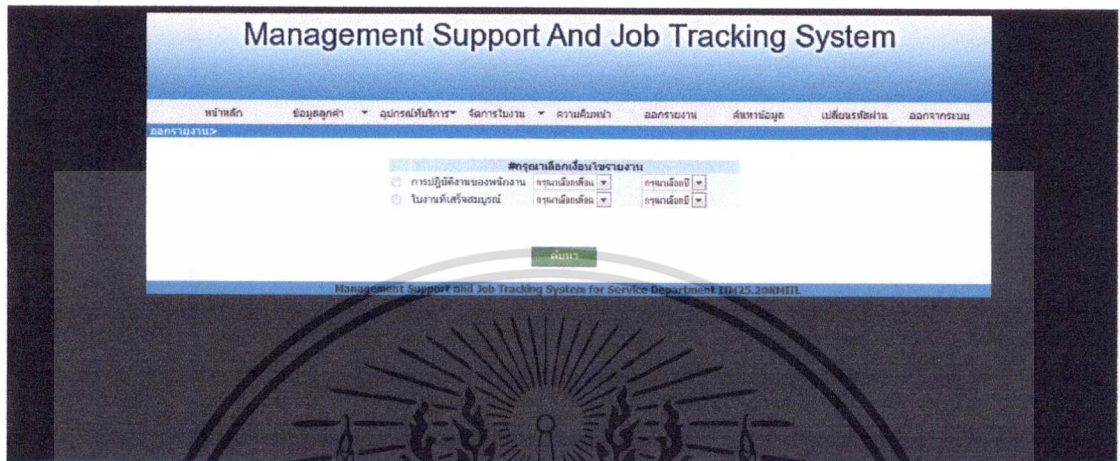 Management Support And Job Tracking System
หน้าหลัก ข้อมูลลูกค้า อุปกรณ์ที่บริการ จัดการใบงาน ความคืบหน้า ออกรายงาน ค้นหาข้อมูล เปลี่ยนรหัสผ่าน ออกจากระบบ
ออกรายงาน>
#กรุณาเลือกเงื่อนไขรายงาน
การปฏิบัติงานของพนักงาน กรุณาเลือกเดือน กรุณาเลือกปี
ใบงานที่เสร็จสมบูรณ์ กรุณาเลือกเดือน กรุณาเลือกปี
ค้นหา
Management Support and Job Tracking System for Service Department